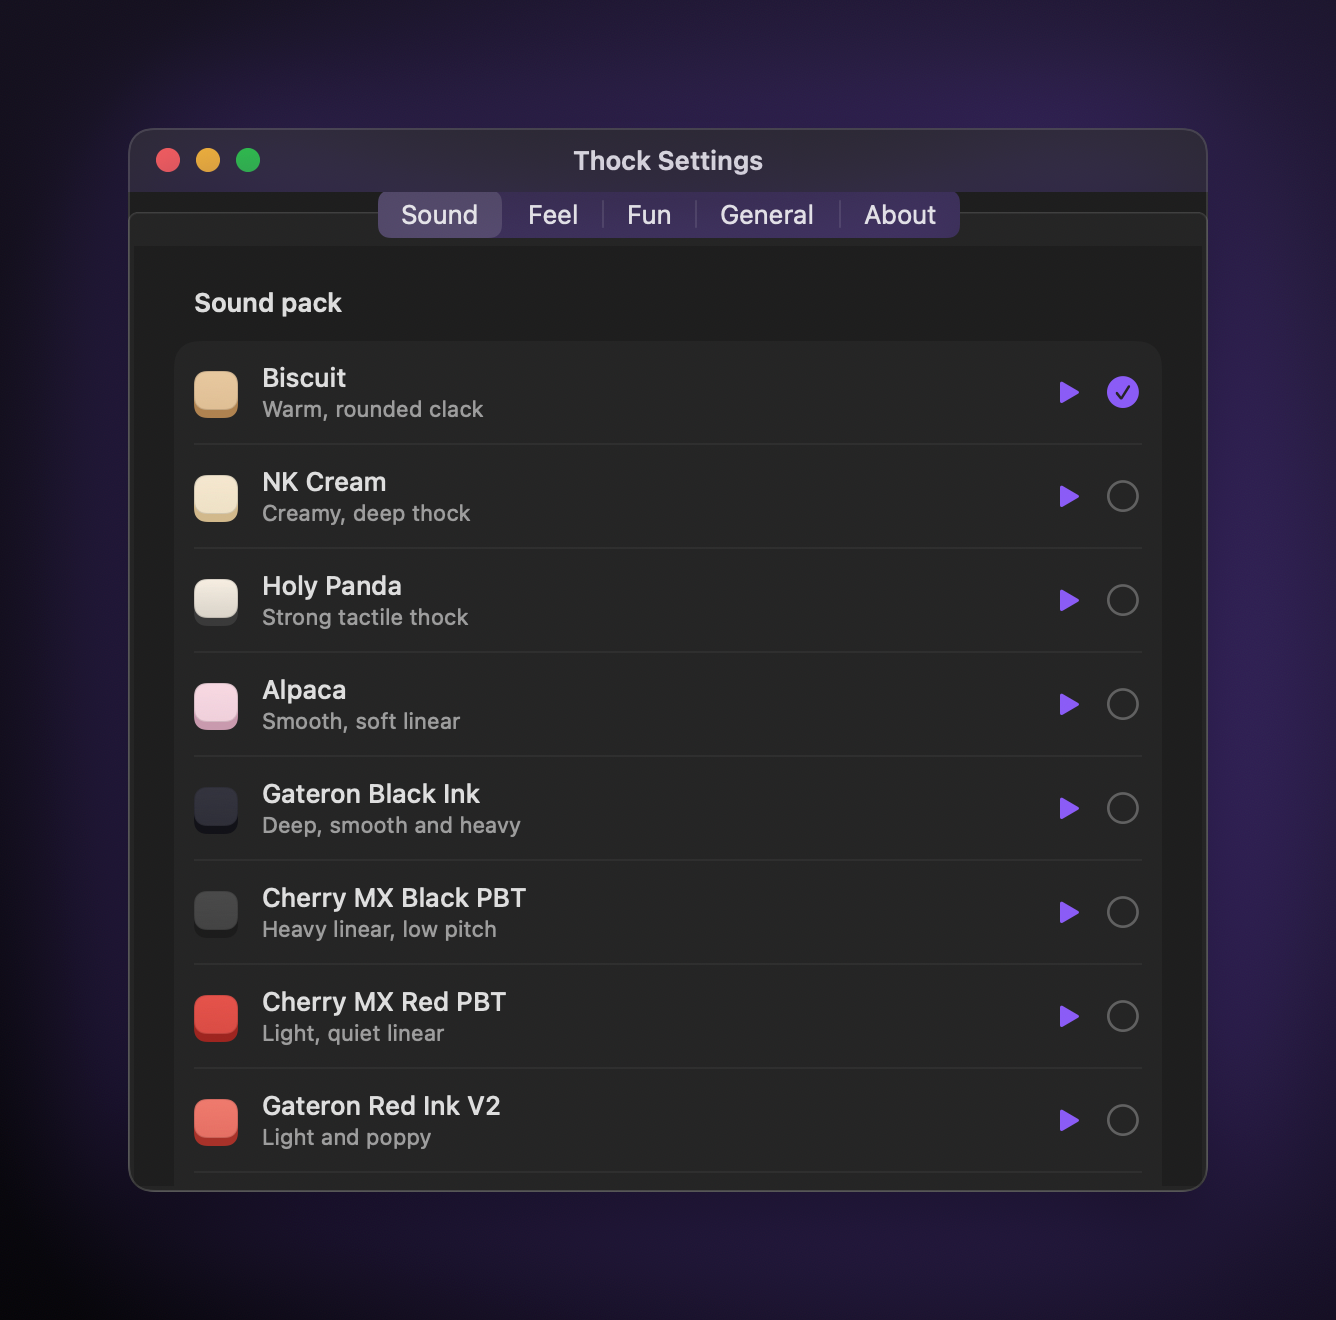 Thock Settings
Sound Feel Fun General About
Sound pack
Biscuit
Warm, rounded clack
NK Cream
Creamy, deep thock
Holy Panda
Strong tactile thock
Alpaca
Smooth, soft linear
Gateron Black Ink
Deep, smooth and heavy
Cherry MX Black PBT
Heavy linear, low pitch
Cherry MX Red PBT
Light, quiet linear
Gateron Red Ink V2
Light and poppy